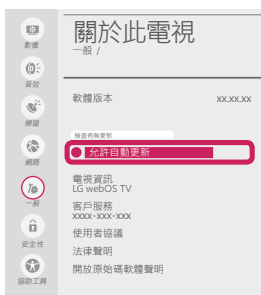 關於此電視
一般 /
影像
音效
頻道
網路
一般
安全性
協助工具
軟體版本 xx.xx.xx
檢查有無更新
允許自動更新
電視資訊
LG webOS TV
客戶服務
xxxx-xxx-xxx
使用者協議
法律聲明
開放原始碼軟體聲明